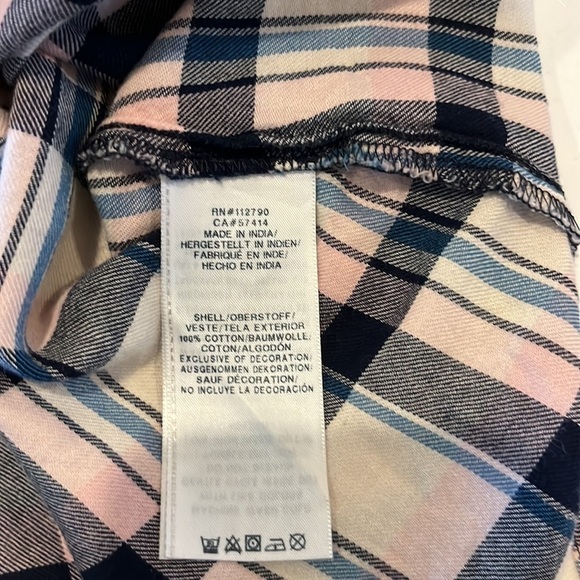 RN#112790
CA#57414
MADE IN INDIA/
HERGESTELLT IN INDIEN/
FABRIQUÉ EN INDE/
HECHO EN INDIA
SHELL/OBERSTOFF/
VESTE/TELA EXTERIOR
100% COTTON/BAUMWOLLE,
COTON/ALGODÓN
EXCLUSIVE OF DECORATION/
AUSGENOMMEN DEKORATION/
SAUF DÉCORATION/
NO INCLUYE LA DECORACIÓN